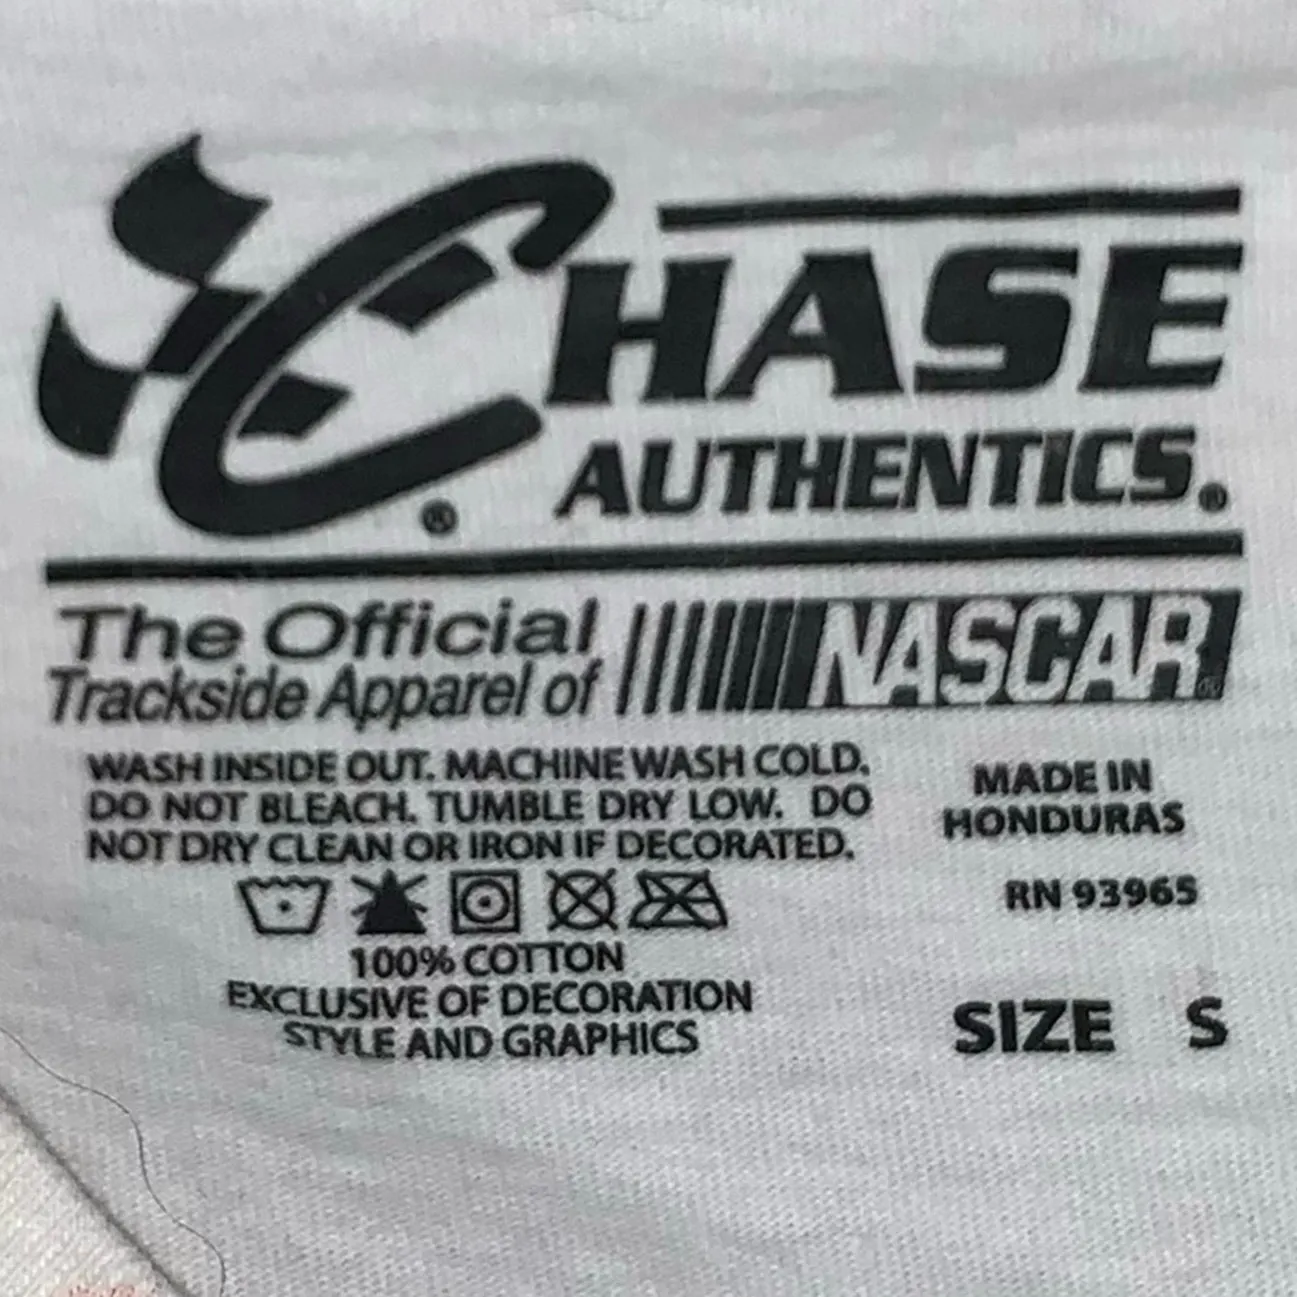 CHASE
AUTHENTICS.®
®
The Official
Trackside Apparel of
NASCAR®
WASH INSIDE OUT. MACHINE WASH COLD.
DO NOT BLEACH. TUMBLE DRY LOW. DO
NOT DRY CLEAN OR IRON IF DECORATED.
100% COTTON
EXCLUSIVE OF DECORATION
STYLE AND GRAPHICS
MADE IN
HONDURAS
RN 93965
SIZE S